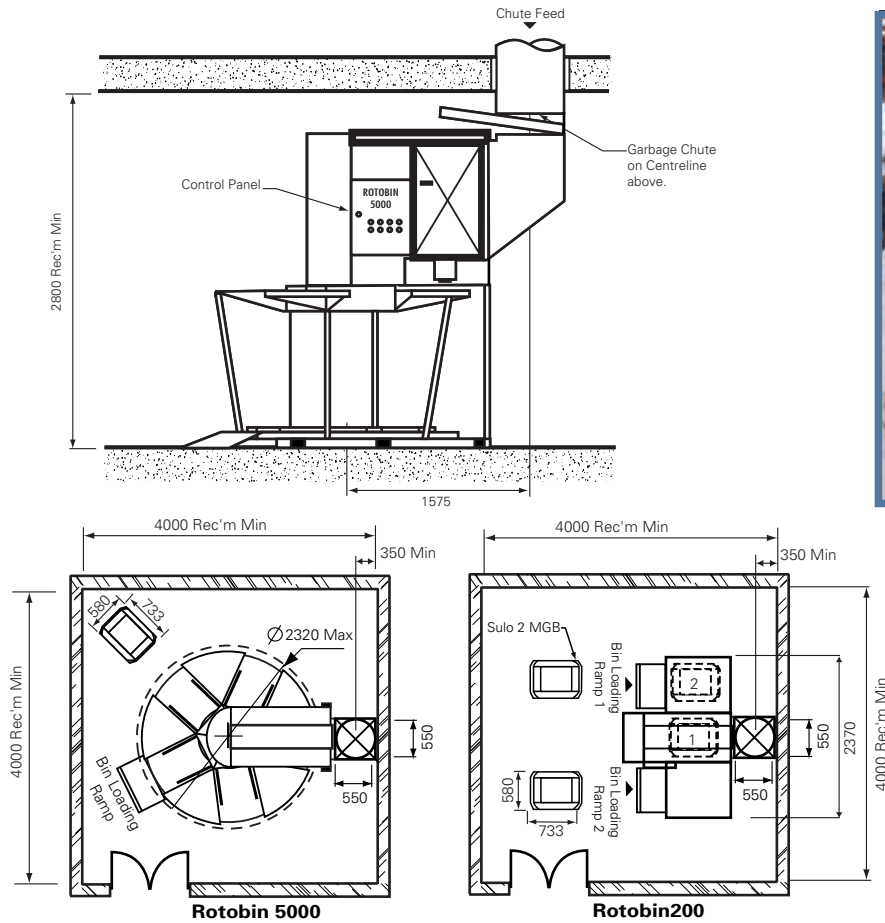 Chute Feed
Garbage Chute
on Centreline
above.
Control Panel
ROTOBIN
5000
2800 Rec'm Min
1575
4000 Rec'm Min
350 Min
4000 Rec'm Min
580
733
Ø 2320 Max
550
550
Bin Loading
Ramp
Rotobin 5000
4000 Rec'm Min
350 Min
Sulo 2 MGB
Bin Loading
Ramp 1
2
1
580
733
Bin Loading
Ramp 2
550
550
2370
4000 Rec'm Min
Rotobin200